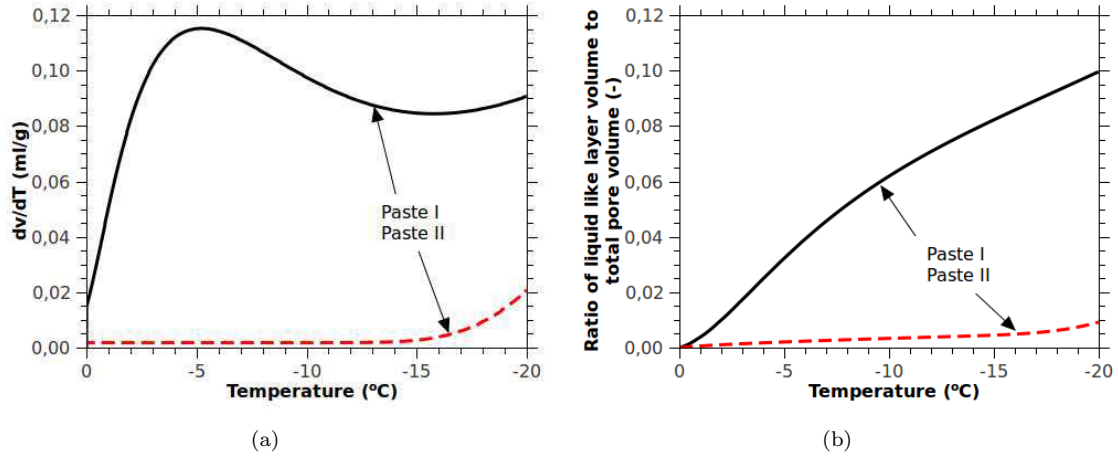 0,12
0,10
0,08
0,06
0,04
0,02
0,00
dv/dT (ml/g)
Paste I
Paste II
0 -5 -10 -15 -20
Temperature (ºC)
(a)
0,12
0,10
0,08
0,06
0,04
0,02
0,00
Ratio of liquid like layer volume to
total pore volume (-)
Paste I
Paste II
0 -5 -10 -15 -20
Temperature (ºC)
(b)